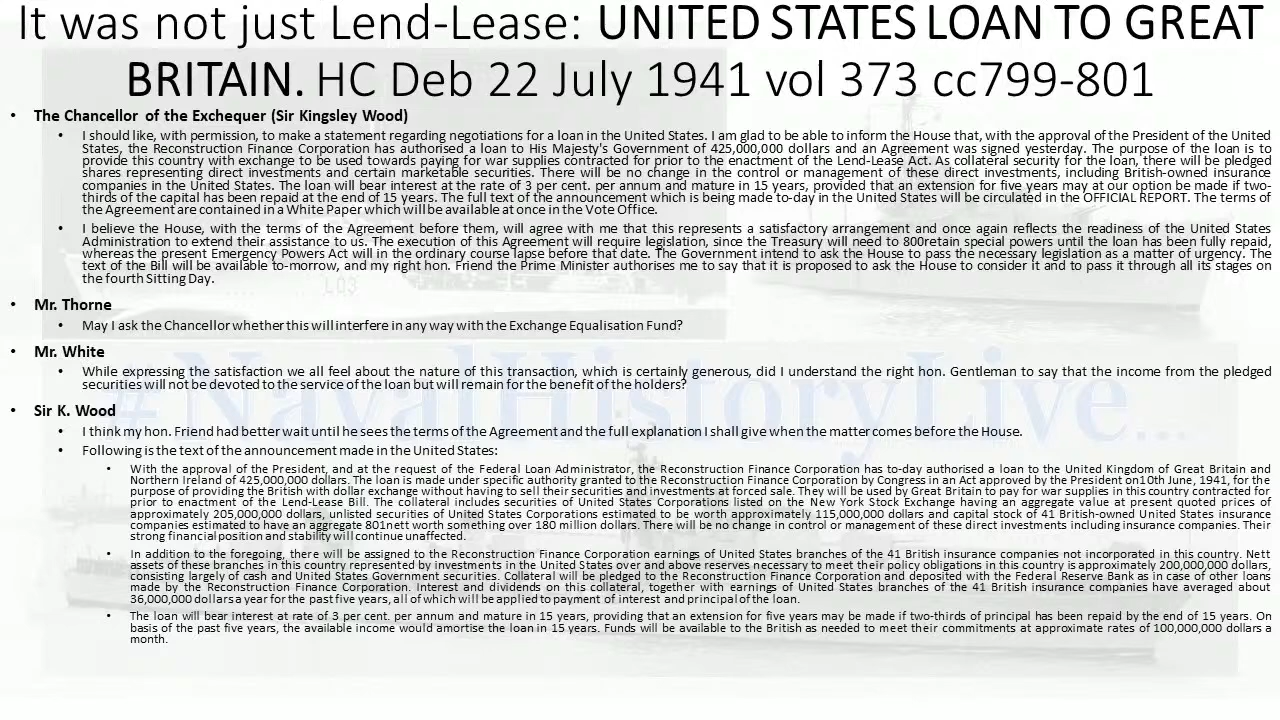 It was not just Lend-Lease: UNITED STATES LOAN TO GREAT
BRITAIN. HC Deb 22 July 1941 vol 373 cc799-801
• The Chancellor of the Exchequer (Sir Kingsley Wood)
• I should like, with permission, to make a statement regarding negotiations for a loan in the United States. I am glad to be able to inform the House that, with the approval of the President of the United
States, the Reconstruction Finance Corporation has authorised a loan to His Majesty's Government of 425,000,000 dollars and an Agreement was signed yesterday. The purpose of the loan is to
provide this country with exchange to be used towards paying for war supplies contracted for prior to the enactment of the Lend-Lease Act. As collateral security for the loan, there will be pledged
shares representing direct investments and certain marketable securities. There will be no change in the control or management of these direct investments, including British-owned insurance
companies in the United States. The loan will bear interest at the rate of 3 per cent. per annum and mature in 15 years, provided that an extension for five years may at our option be made if two-
thirds of the capital has been repaid at the end of 15 years. The full text of the announcement which is being made to-day in the United States will be circulated in the OFFICIAL REPORT. The terms of
the Agreement are contained in a White Paper which will be available at once in the Vote Office.
• I believe the House, with the terms of the Agreement before them, will agree with me that this represents a satisfactory arrangement and once again reflects the readiness of the United States
Administration to extend their assistance to us. The execution of this Agreement will require legislation, since the Treasury will need to 800retain special powers until the loan has been fully repaid,
whereas the present Emergency Powers Act will in the ordinary course lapse before that date. The Government intend to ask the House to pass the necessary legislation as a matter of urgency. The
text of the Bill will be available to-morrow, and my right hon. Friend the Prime Minister authorises me to say that it is proposed to ask the House to consider it and to pass it through all its stages on
the fourth Sitting Day.
L03
• Mr. Thorne
• May I ask the Chancellor whether this will interfere in any way with the Exchange Equalisation Fund?
• Mr. White
• While expressing the satisfaction we all feel about the nature of this transaction, which is certainly generous, did I understand the right hon. Gentleman to say that the income from the pledged
securities will not be devoted to the service of the loan but will remain for the benefit of the holders?
#NavalHistoryLive...
• Sir K. Wood
• I think my hon. Friend had better wait until he sees the terms of the Agreement and the full explanation I shall give when the matter comes before the House.
• Following is the text of the announcement made in the United States:
• With the approval of the President, and at the request of the Federal Loan Administrator, the Reconstruction Finance Corporation has to-day authorised a loan to the United Kingdom of Great Britain and
Northern Ireland of 425,000,000 dollars. The loan is made under specific authority granted to the Reconstruction Finance Corporation by Congress in an Act approved by the President on10th June, 1941, for the
purpose of providing the British with dollar exchange without having to sell their securities and investments at forced sale. They will be used by Great Britain to pay for war supplies in this country contracted for
prior to enactment of the Lend-Lease Bill. The collateral includes securities of United States Corporations listed on the New York Stock Exchange having an aggregate value at present quoted prices of
approximately 205,000,000 dollars, unlisted securities of United States Corporations estimated to be worth approximately 115,000,000 dollars and capital stock of 41 British-owned United States insurance
companies estimated to have an aggregate 801nett worth something over 180 million dollars. There will be no change in control or management of these direct investments including insurance companies. Their
strong financial position and stability will continue unaffected.
• In addition to the foregoing, there will be assigned to the Reconstruction Finance Corporation earnings of United States branches of the 41 British insurance companies not incorporated in this country. Nett
assets of these branches in this country represented by investments in the United States over and above reserves necessary to meet their policy obligations in this country is approximately 200,000,000 dollars,
consisting largely of cash and United States Government securities. Collateral will be pledged to the Reconstruction Finance Corporation and deposited with the Federal Reserve Bank as in case of other loans
made by the Reconstruction Finance Corporation. Interest and dividends on this collateral, together with earnings of United States branches of the 41 British insurance companies have averaged about
36,000,000 dollars a year for the past five years, all of which will be applied to payment of interest and principal of the loan.
• The loan will bear interest at rate of 3 per cent. per annum and mature in 15 years, providing that an extension for five years may be made if two-thirds of principal has been repaid by the end of 15 years. On
basis of the past five years, the available income would amortise the loan in 15 years. Funds will be available to the British as needed to meet their commitments at approximate rates of 100,000,000 dollars a
month.